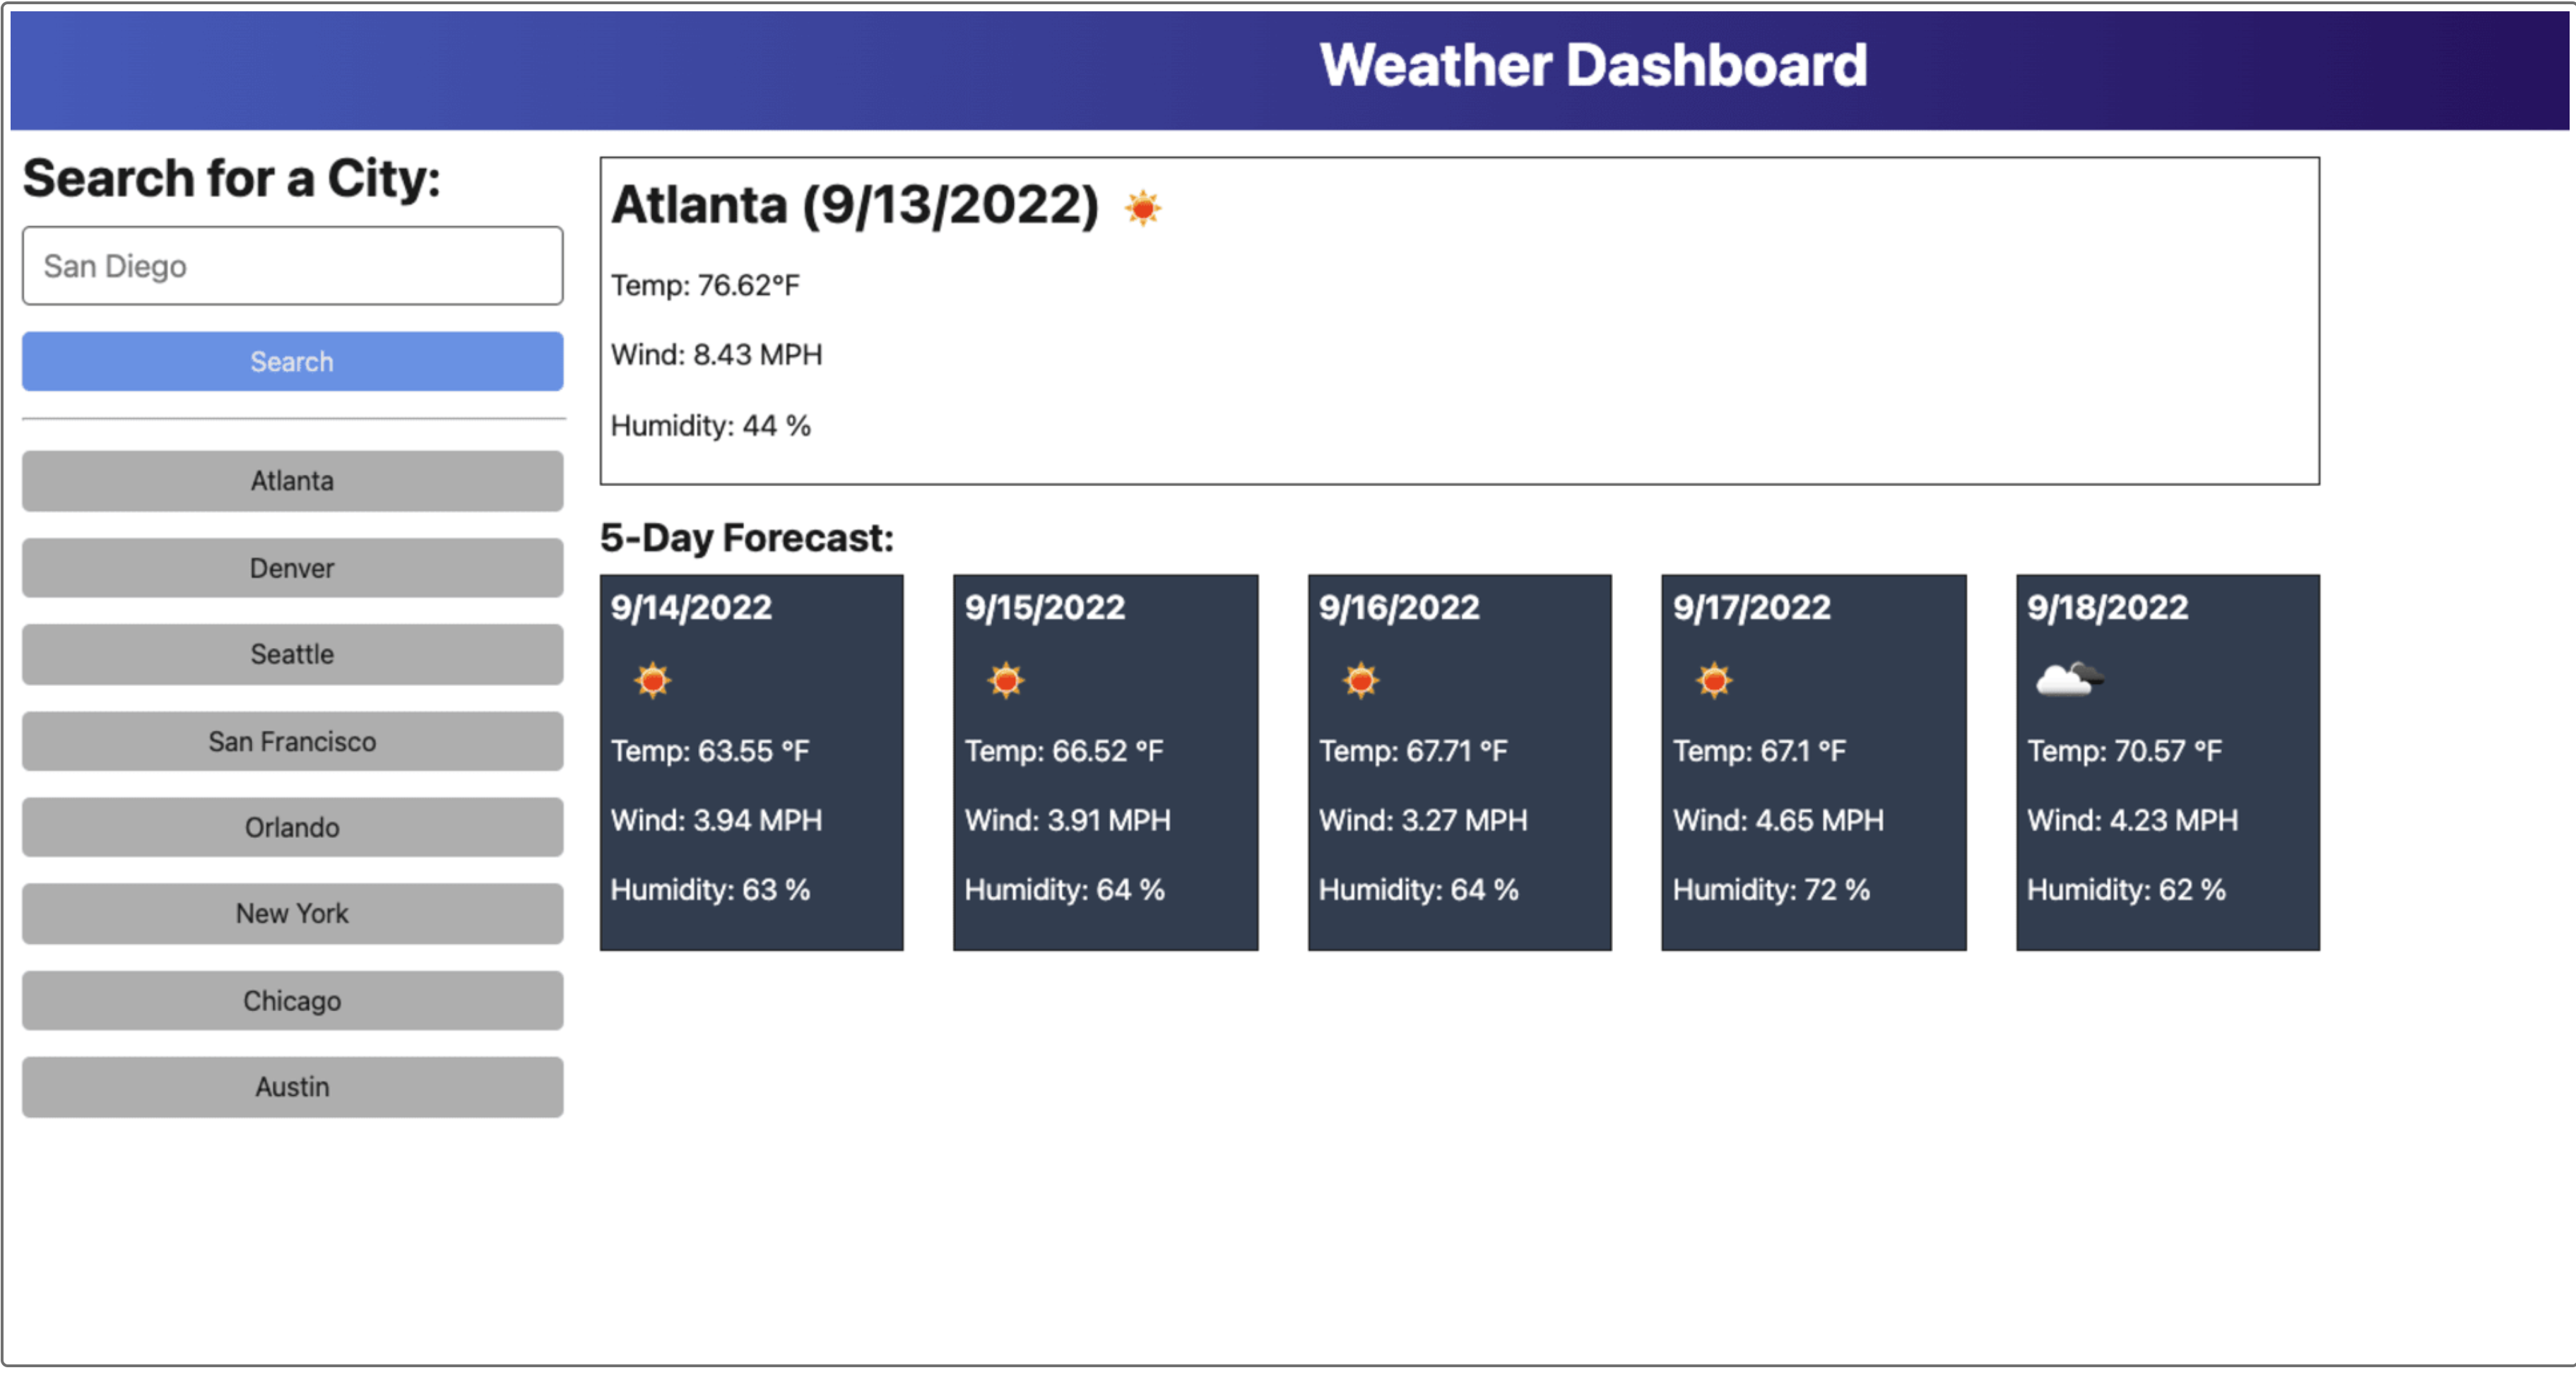 Weather Dashboard
Search for a City:
San Diego
Search
Atlanta
Denver
Seattle
San Francisco
Orlando
New York
Chicago
Austin
Atlanta (9/13/2022)
Temp: 76.62°F
Wind: 8.43 MPH
Humidity: 44 %
5-Day Forecast:
9/14/2022
Temp: 63.55 °F
Wind: 3.94 MPH
Humidity: 63 %
9/15/2022
Temp: 66.52 °F
Wind: 3.91 MPH
Humidity: 64 %
9/16/2022
Temp: 67.71 °F
Wind: 3.27 MPH
Humidity: 64 %
9/17/2022
Temp: 67.1 °F
Wind: 4.65 MPH
Humidity: 72 %
9/18/2022
Temp: 70.57 °F
Wind: 4.23 MPH
Humidity: 62 %